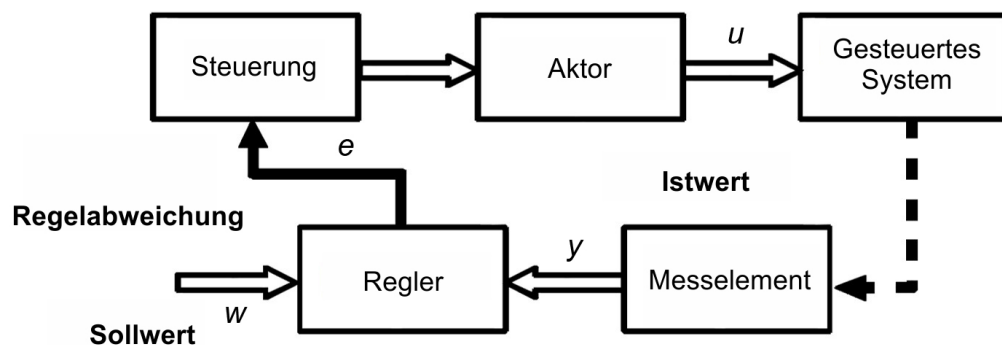 Steuerung
Aktor
u
Gesteuertes
System
e
Istwert
Regelabweichung
Regler
y
Messelement
w
Sollwert